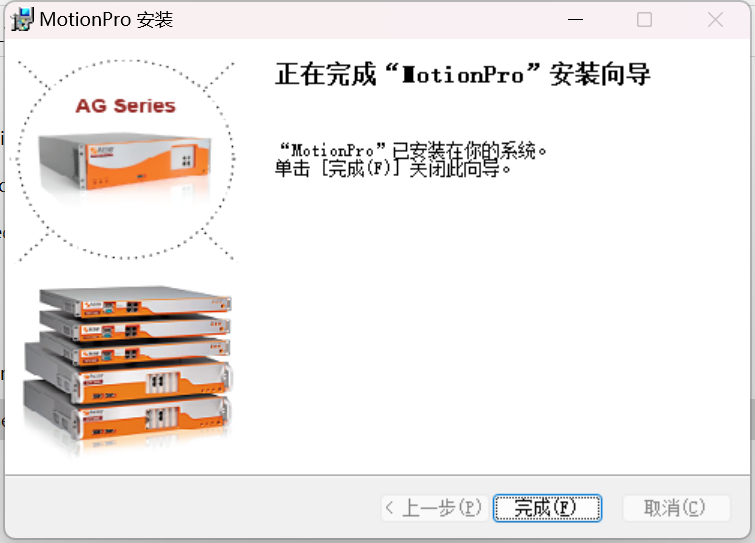 MotionPro 安装
正在完成“MotionPro”安装向导
AG Series
“MotionPro”已安装在你的系统。
单击 [完成(F)] 关闭此向导。
< 上一步(P)
完成(F)
取消(C)